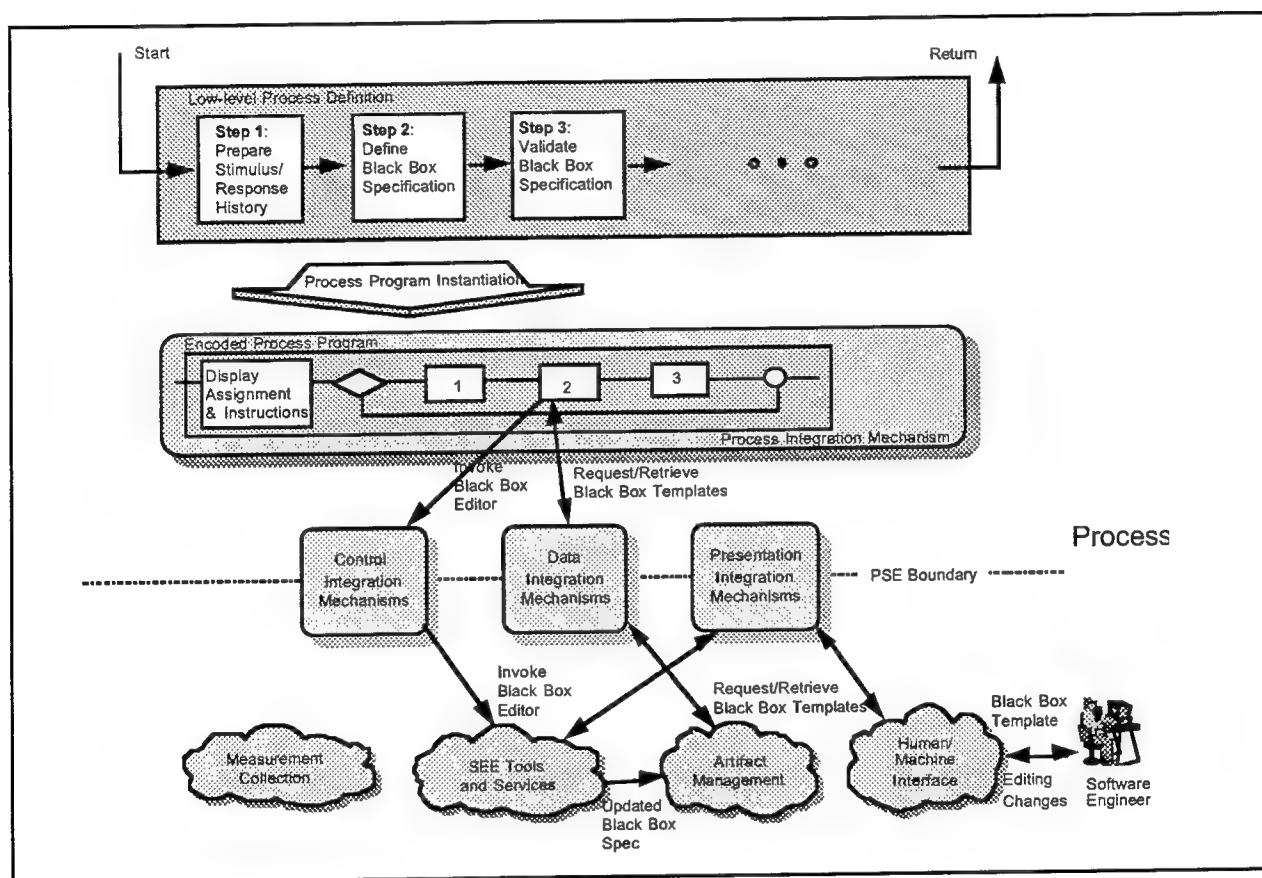 Start
Return
Low-level Process Definition
Step 1:
Prepare
Stimulus/
Response
History
Step 2:
Define
Black Box
Specification
Step 3:
Validate
Black Box
Specification
Process Program Instantiation
Encoded Process Program
Display
Assignment
& Instructions
1
2
3
Process Integration Mechanism
Invoke
Black Box
Editor
Request/Retrieve
Black Box Templates
Control
Integration
Mechanisms
Data
Integration
Mechanisms
Presentation
Integration
Mechanisms
Process
PSE Boundary
Invoke
Black Box
Editor
Request/Retrieve
Black Box Templates
Black Box
Template
Measurement
Collection
SEE Tools
and Services
Artifact
Management
Human/
Machine
Interface
Editing
Changes
Software
Engineer
Updated
Black Box
Spec